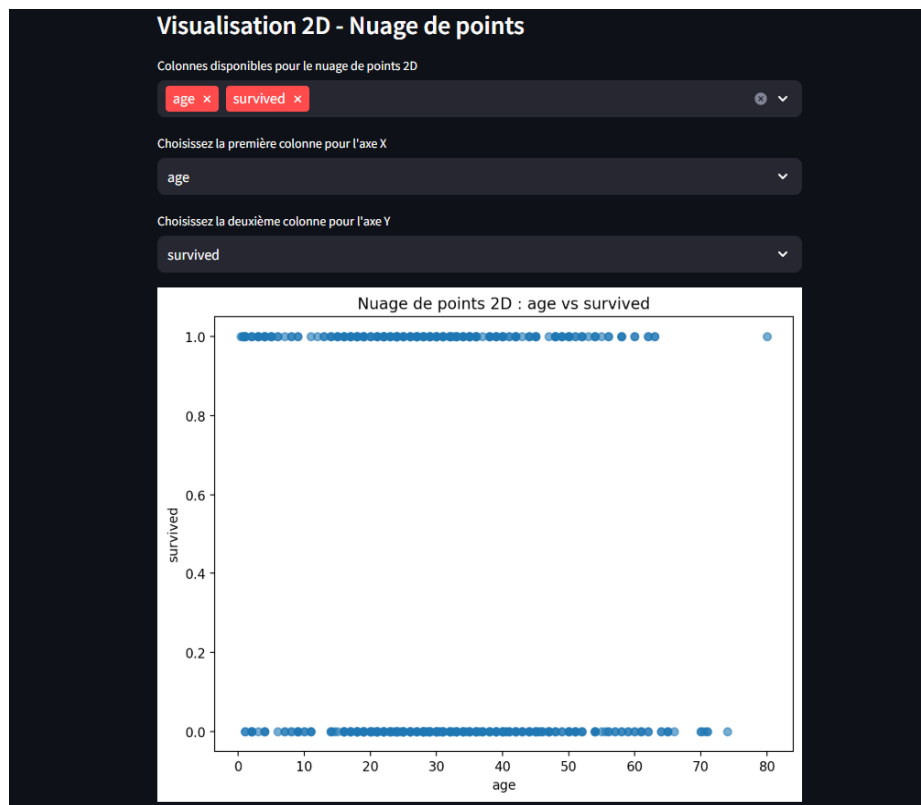 Visualisation 2D - Nuage de points
Colonnes disponibles pour le nuage de points 2D
age × survived ×
Choisissez la première colonne pour l'axe X
age
Choisissez la deuxième colonne pour l'axe Y
survived
Nuage de points 2D : age vs survived
1.0
0.8
0.6
0.4
0.2
0.0
survived
0 10 20 30 40 50 60 70 80
age